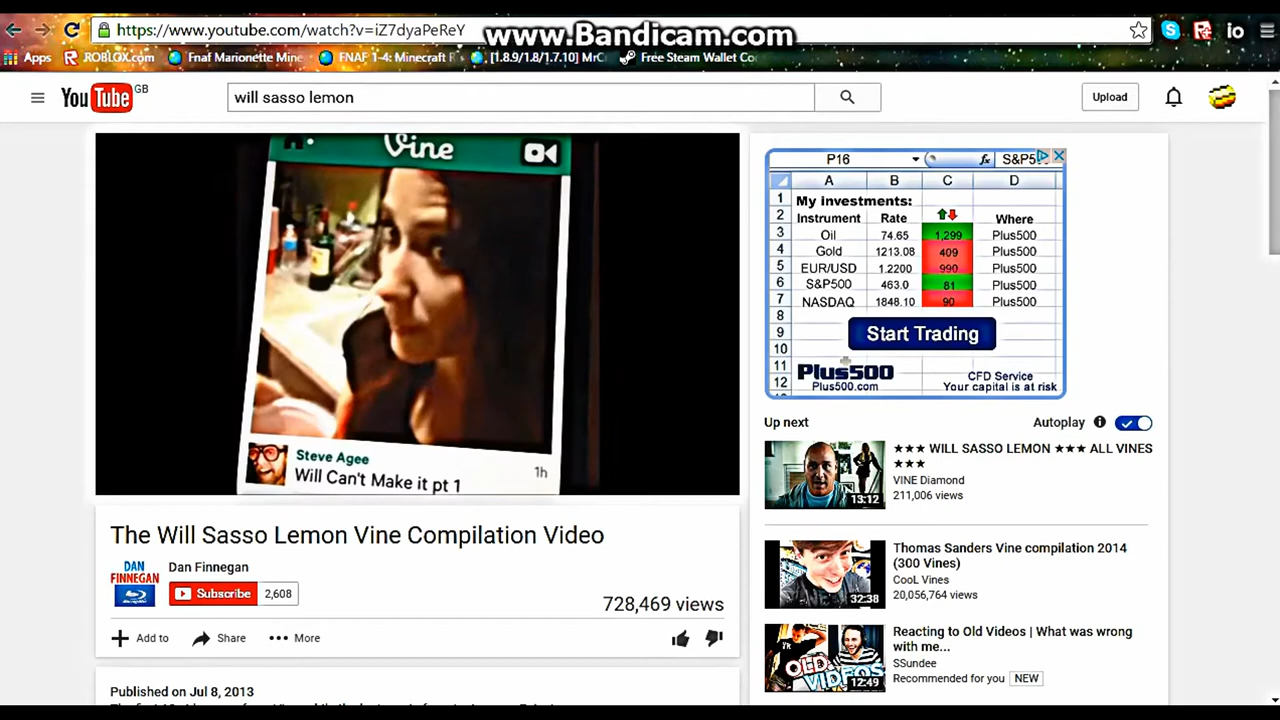 https://www.youtube.com/watch?v=iZ7dyaPeReY
www.Bandicam.com
Apps ROBLOX.com Fnaf Marionette Mine FNAF 1-4: Minecraft [1.8.9/1.8/1.7.10] MrC Free Steam Wallet Co
YouTube GB
will sasso lemon
Upload
Vine
Steve Agee
1h
Will Can't Make it pt 1
P16 fx S&P5
A B C D
1 My investments:
2 Instrument Rate Where
3 Oil 74.65 1,299 Plus500
4 Gold 1213.08 409 Plus500
5 EUR/USD 1.2200 990 Plus500
6 S&P500 463.0 81 Plus500
7 NASDAQ 1848.10 90 Plus500
8
9 Start Trading
10
11 Plus500 CFD Service
12 Plus500.com Your capital is at risk
Up next Autoplay
★★★ WILL SASSO LEMON ★★★ ALL VINES
★★★
VINE Diamond
211,006 views
13:12
Thomas Sanders Vine compilation 2014
(300 Vines)
CooL Vines
20,056,764 views
32:38
Reacting to Old Videos | What was wrong
with me...
SSundee
Recommended for you NEW
OLD
VIDEOS
12:49
The Will Sasso Lemon Vine Compilation Video
DAN
FINNEGAN
Dan Finnegan
Subscribe 2,608
728,469 views
Add to Share More
Published on Jul 8, 2013